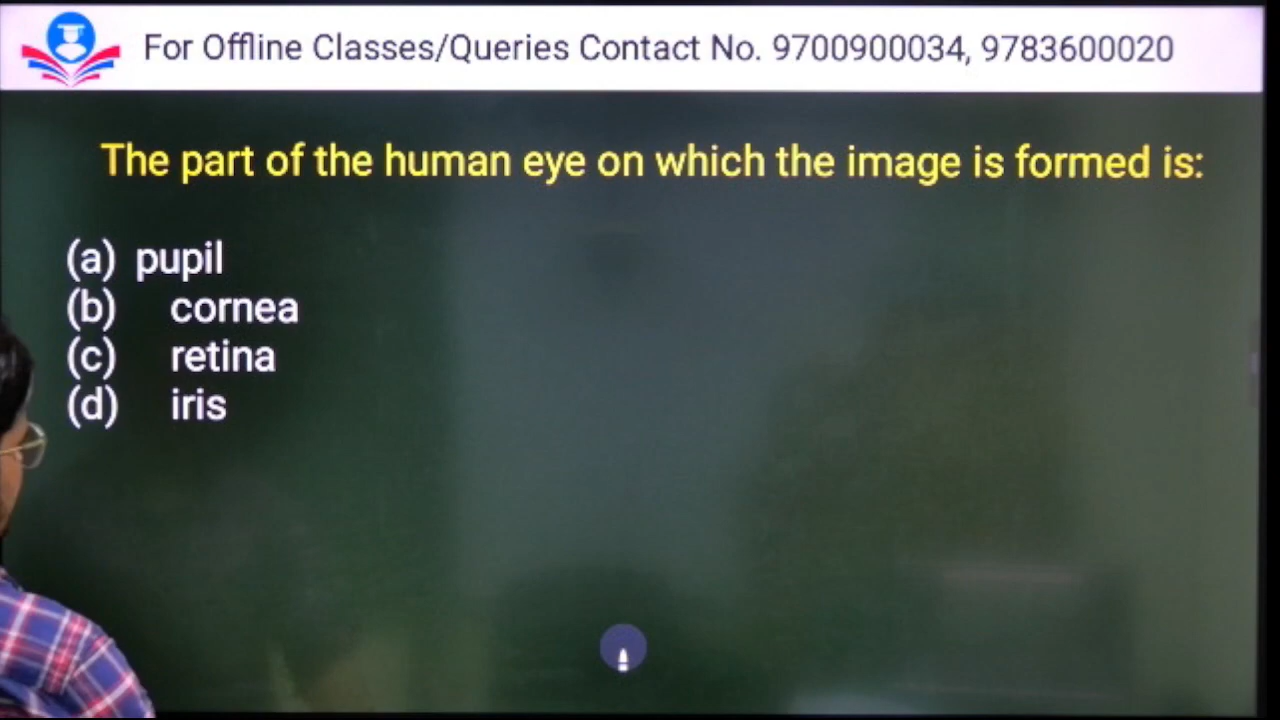 For Offline Classes/Queries Contact No. 9700900034, 9783600020
The part of the human eye on which the image is formed is:
(a) pupil
(b) cornea
(c) retina
(d) iris